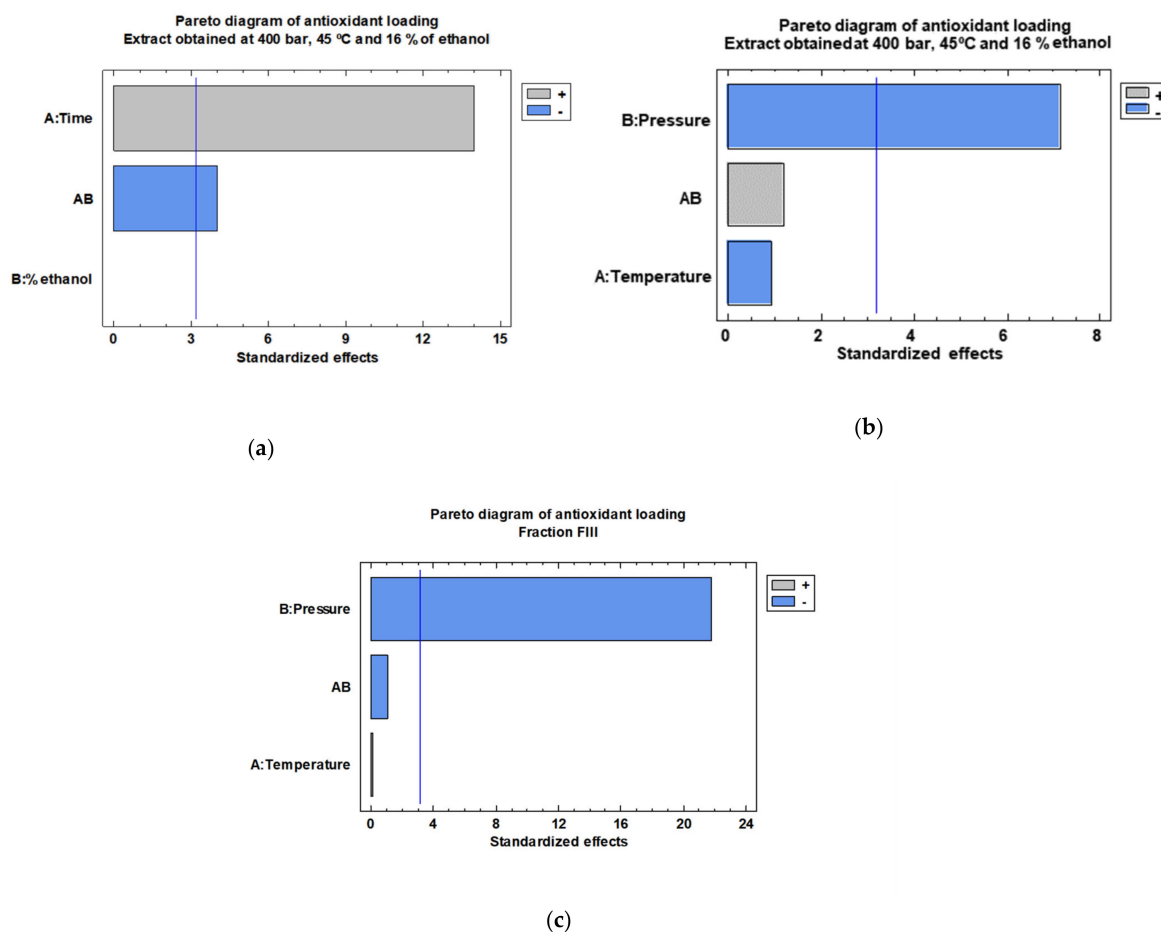 Pareto diagram of antioxidant loading
Extract obtained at 400 bar, 45 ºC and 16 % of ethanol
A:Time
AB
B:% ethanol
0 3 6 9 12 15
Standardized effects
+
-
(a)
Pareto diagram of antioxidant loading
Extract obtained at 400 bar, 45ºC and 16 % ethanol
B:Pressure
AB
A:Temperature
0 2 4 6 8
Standardized effects
+
-
(b)
Pareto diagram of antioxidant loading
Fraction FIII
B:Pressure
AB
A:Temperature
0 4 8 12 16 20 24
Standardized effects
+
-
(c)